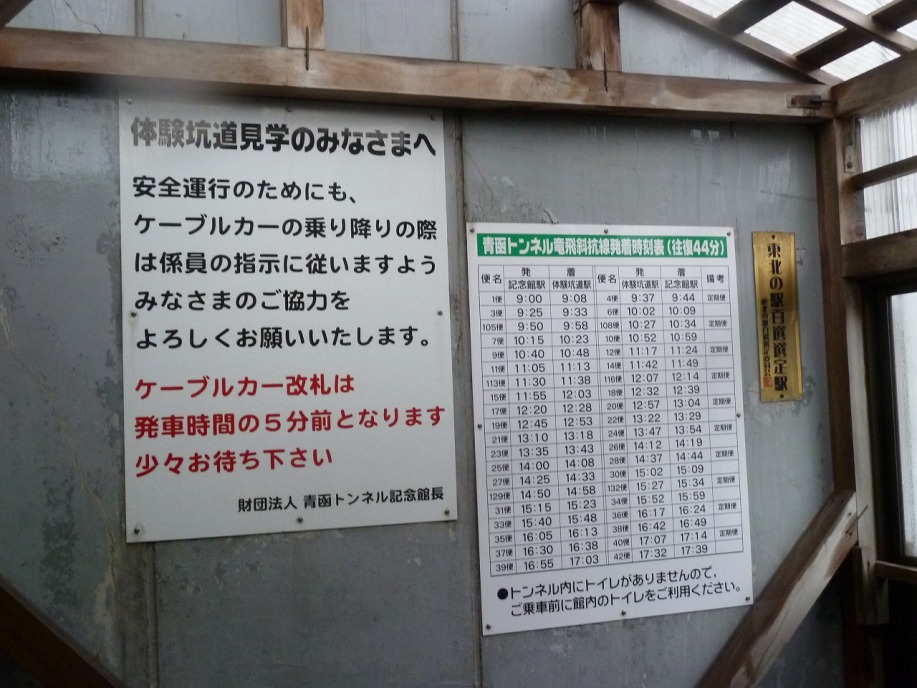 体験坑道見学のみなさまへ
安全運行のためにも、
ケーブルカーの乗り降りの際
は係員の指示に従いますよう
みなさまのご協力を
よろしくお願いいたします。
ケーブルカー改札は
発車時間の5分前となります
少々お待ち下さい
財団法人 青函トンネル記念館長
青函トンネル竜飛斜坑線発着時刻表(往復44分)
便名 発 記念館駅 着 体験坑道駅 便名 発 体験坑道駅 着 記念館駅 備考
1便 9:00 9:08 4便 9:37 9:44 定期便
3便 9:25 9:33 6便 10:02 10:09
105便 9:50 9:58 108便 10:27 10:34 定期便
7便 10:15 10:23 10便 10:52 10:59
9便 10:40 10:48 12便 11:17 11:24 定期便
11便 11:05 11:13 14便 11:42 11:49
113便 11:30 11:38 116便 12:07 12:14 定期便
15便 11:55 12:03 18便 12:32 12:39
17便 12:20 12:28 20便 12:57 13:04 定期便
19便 12:45 12:53 22便 13:22 13:29
21便 13:10 13:18 24便 13:47 13:54 定期便
23便 13:35 13:43 26便 14:12 14:19
25便 14:00 14:08 28便 14:37 14:44 定期便
27便 14:25 14:33 30便 15:02 15:09
129便 14:50 14:58 132便 15:27 15:34 定期便
31便 15:15 15:23 34便 15:52 15:59
33便 15:40 15:48 36便 16:17 16:24 定期便
35便 16:05 16:13 38便 16:42 16:49
37便 16:30 16:38 40便 17:07 17:14 定期便
39便 16:55 17:03 42便 17:32 17:39
●トンネル内にトイレがありませんので、
ご乗車前に館内のトイレをご利用ください。
東北の駅百選選定駅